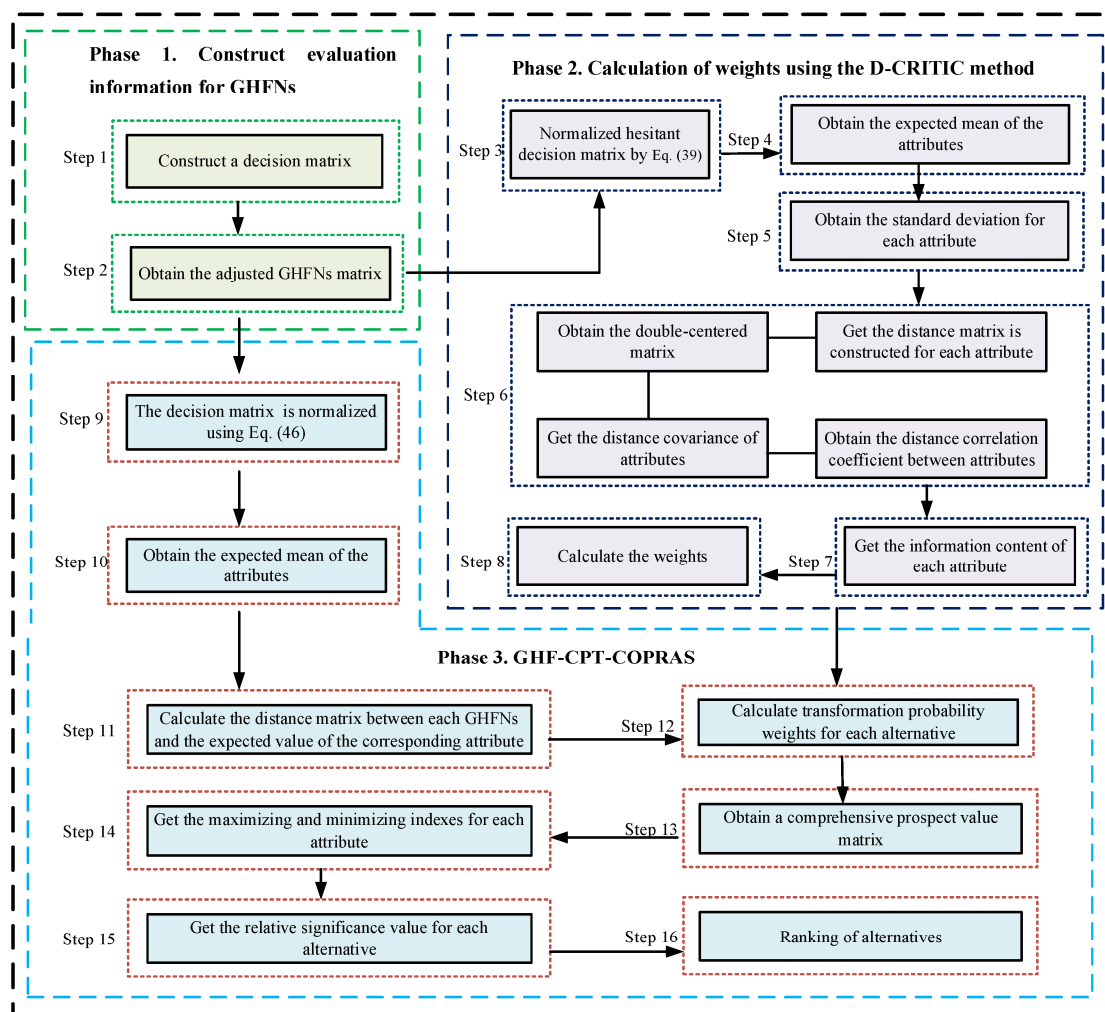 Phase 1. Construct evaluation
information for GHFNs
Step 1
Construct a decision matrix
Step 2
Obtain the adjusted GHFNs matrix
Phase 2. Calculation of weights using the D-CRITIC method
Step 3
Normalized hesitant
decision matrix by Eq. (39)
Step 4
Obtain the expected mean of the
attributes
Step 5
Obtain the standard deviation for
each attribute
Step 6
Obtain the double-centered
matrix
Get the distance matrix is
constructed for each attribute
Get the distance covariance of
attributes
Obtain the distance correlation
coefficient between attributes
Step 7
Get the information content of
each attribute
Step 8
Calculate the weights
Step 9
The decision matrix is normalized
using Eq. (46)
Step 10
Obtain the expected mean of the
attributes
Phase 3. GHF-CPT-COPRAS
Step 11
Calculate the distance matrix between each GHFNs
and the expected value of the corresponding attribute
Step 12
Calculate transformation probability
weights for each alternative
Step 13
Obtain a comprehensive prospect value
matrix
Step 14
Get the maximizing and minimizing indexes for each
attribute
Step 15
Get the relative significance value for each
alternative
Step 16
Ranking of alternatives